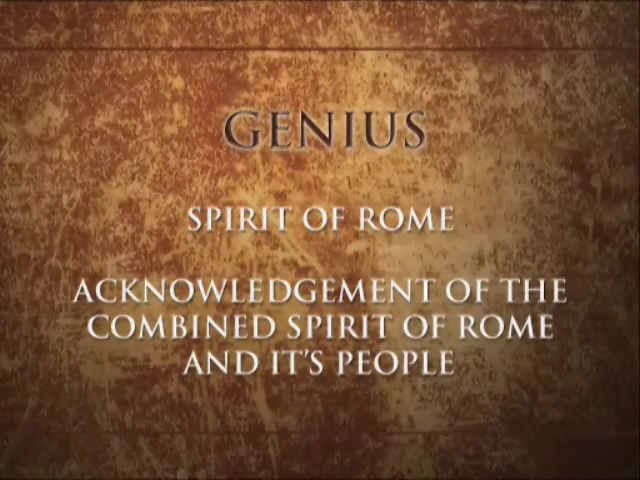 GENIUS
SPIRIT OF ROME
ACKNOWLEDGEMENT OF THE
COMBINED SPIRIT OF ROME
AND IT'S PEOPLE